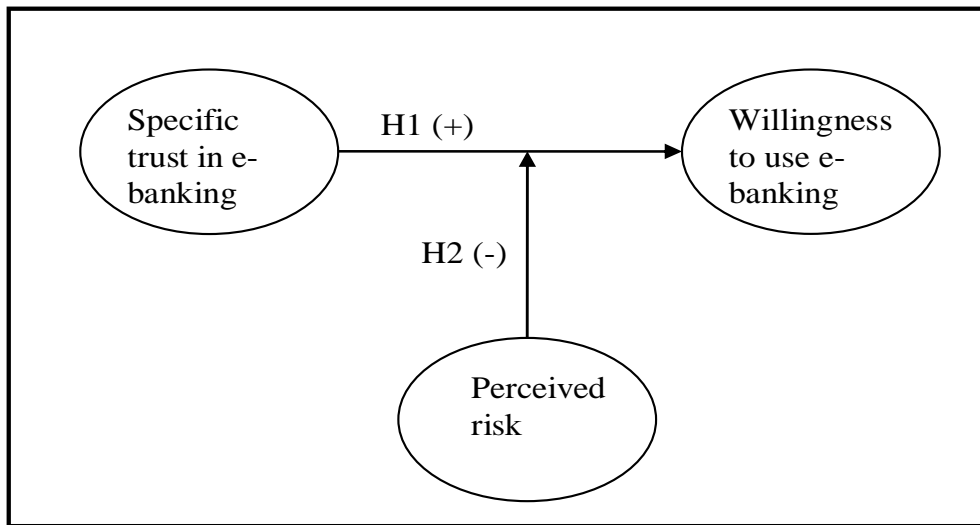 Specific
trust in e-
banking
H1 (+)
Willingness
to use e-
banking
H2 (-)
Perceived
risk